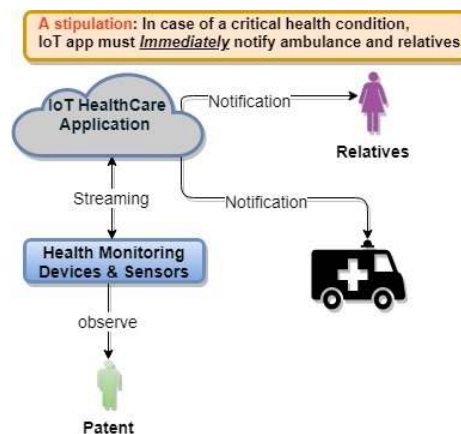 A stipulation: In case of a critical health condition,
IoT app must Immediately notify ambulance and relatives
IoT HealthCare
Application
Notification
Relatives
Streaming
Notification
Health Monitoring
Devices & Sensors
observe
Patent